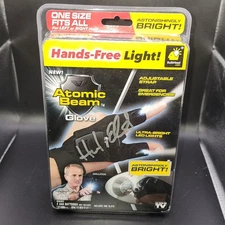 ONE SIZE
FITS ALL
ASTONISHINGLY
BRIGHT!
Hands-Free Light!
NEW!
Atomic
Beam
Glove
ADJUSTABLE
STRAP
GREAT FOR
EMERGENCIES
ULTRA-BRIGHT
LED LIGHTS
ASTONISHINGLY
BRIGHT!